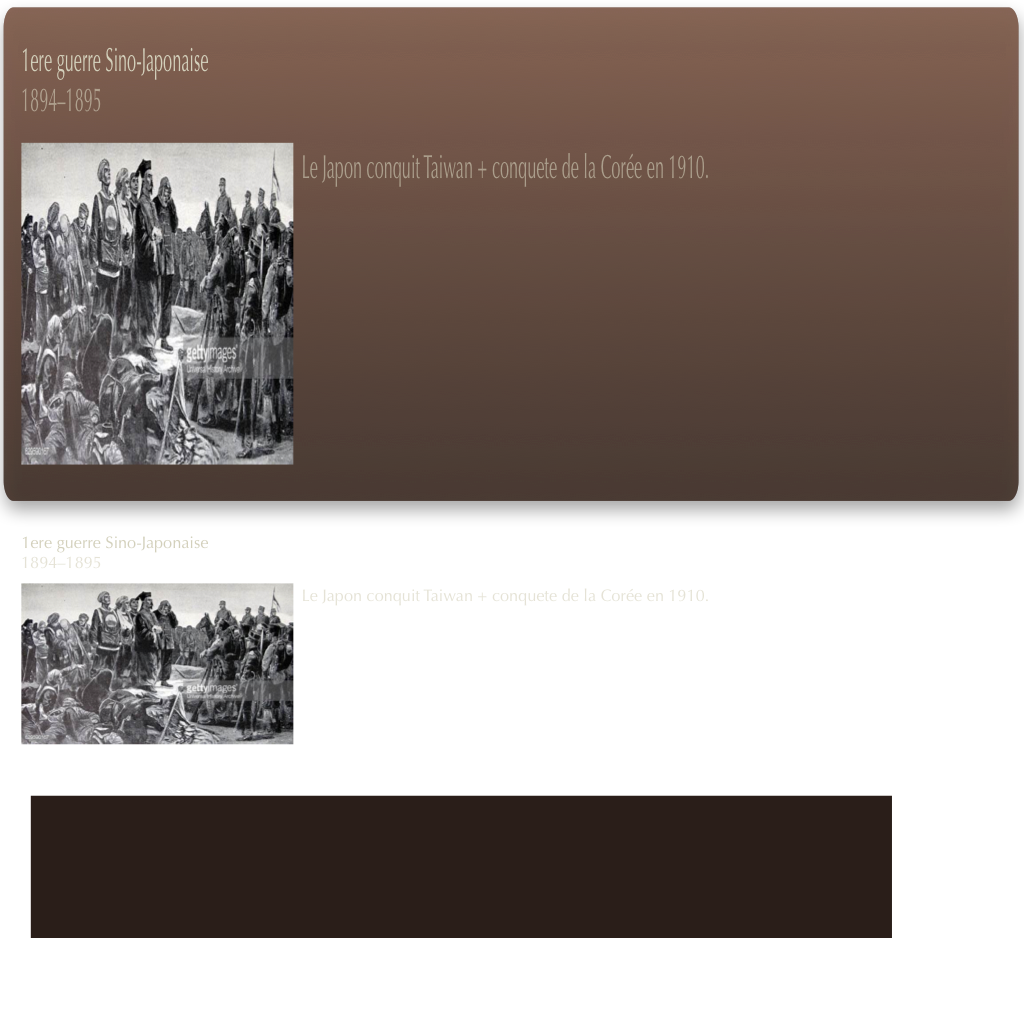 1ere guerre Sino-Japonaise
1894–1895
Le Japon conquit Taiwan + conquete de la Corée en 1910.
gettyimages
Universal History Archive
1ere guerre Sino-Japonaise
1894–1895
Le Japon conquit Taiwan + conquete de la Corée en 1910.
gettyimages
Universal History Archive